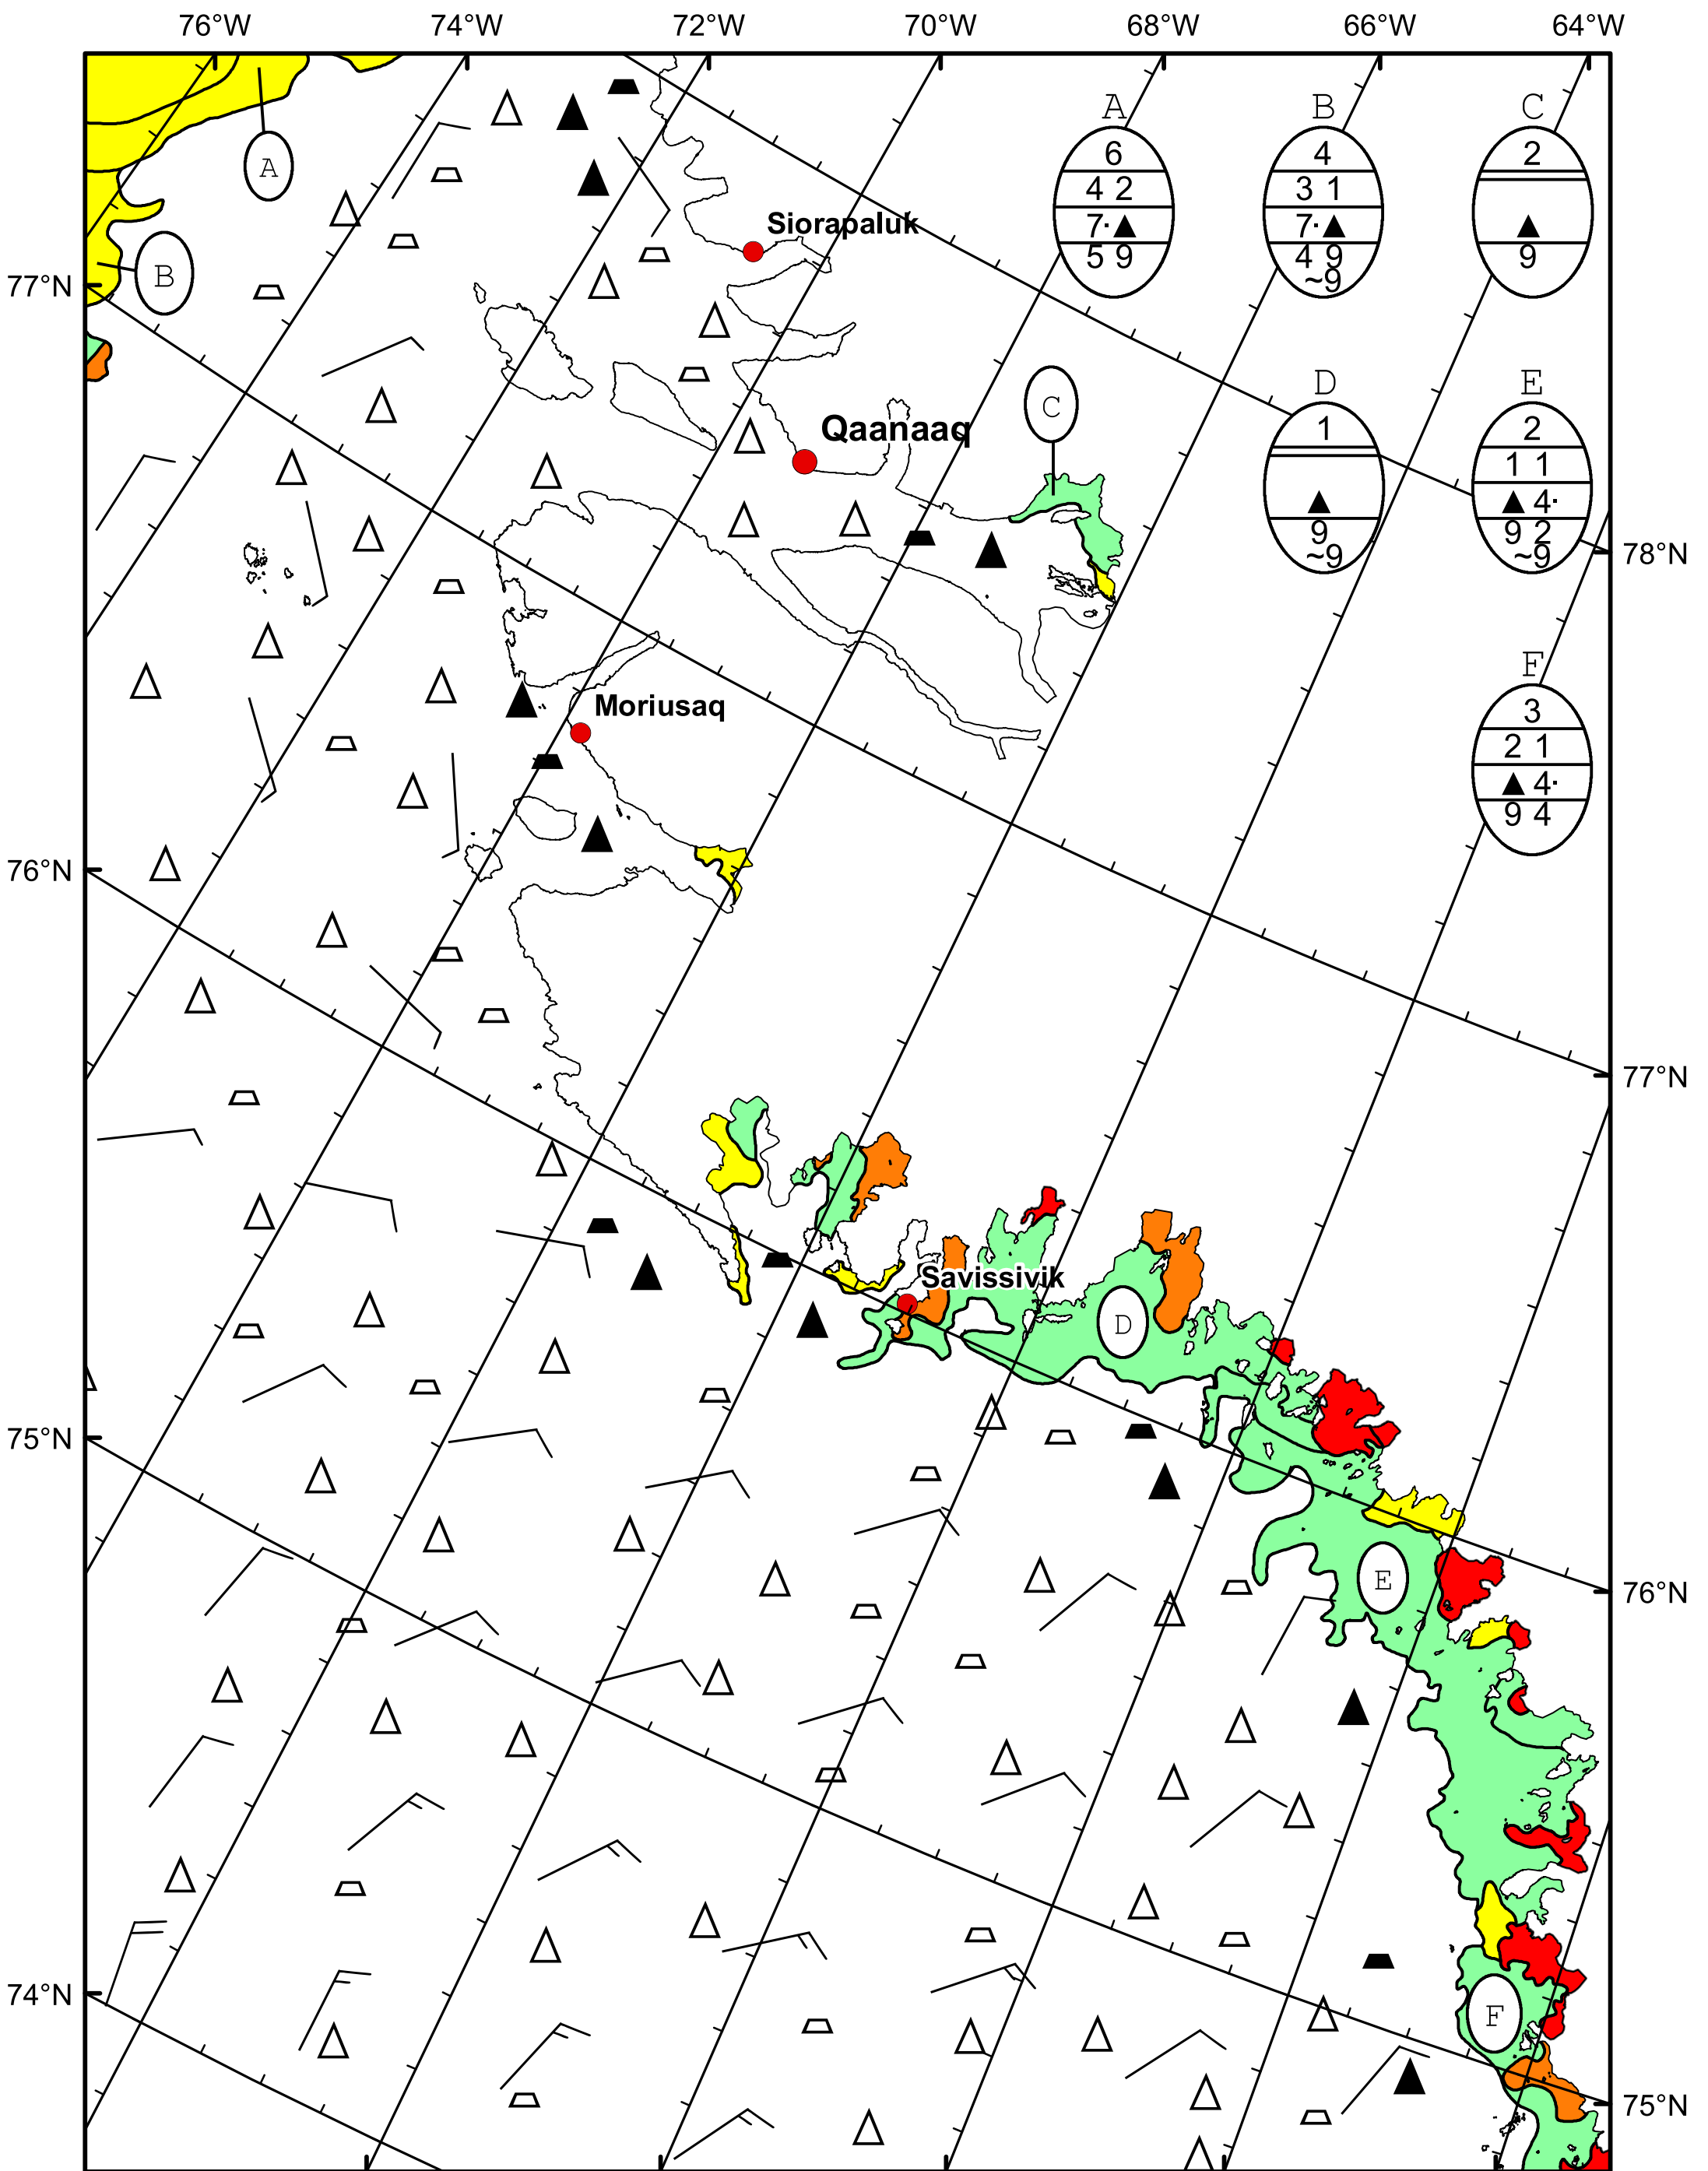 76°W 74°W 72°W 70°W 68°W 66°W 64°W
A B C
6 4 2
4 2 3 1
7· ▲ 7· ▲ ▲
5 9 4 9 9
~9
A
Siorapaluk
B
77°N
D E
1 2
1 1
▲ ▲ 4·
9 9 2
~9 ~9
C
Qaanaaq
78°N
F
3
2 1
▲ 4·
9 4
Moriusaq
76°N
77°N
Savissivik
D
75°N
E
76°N
74°N
F
75°N